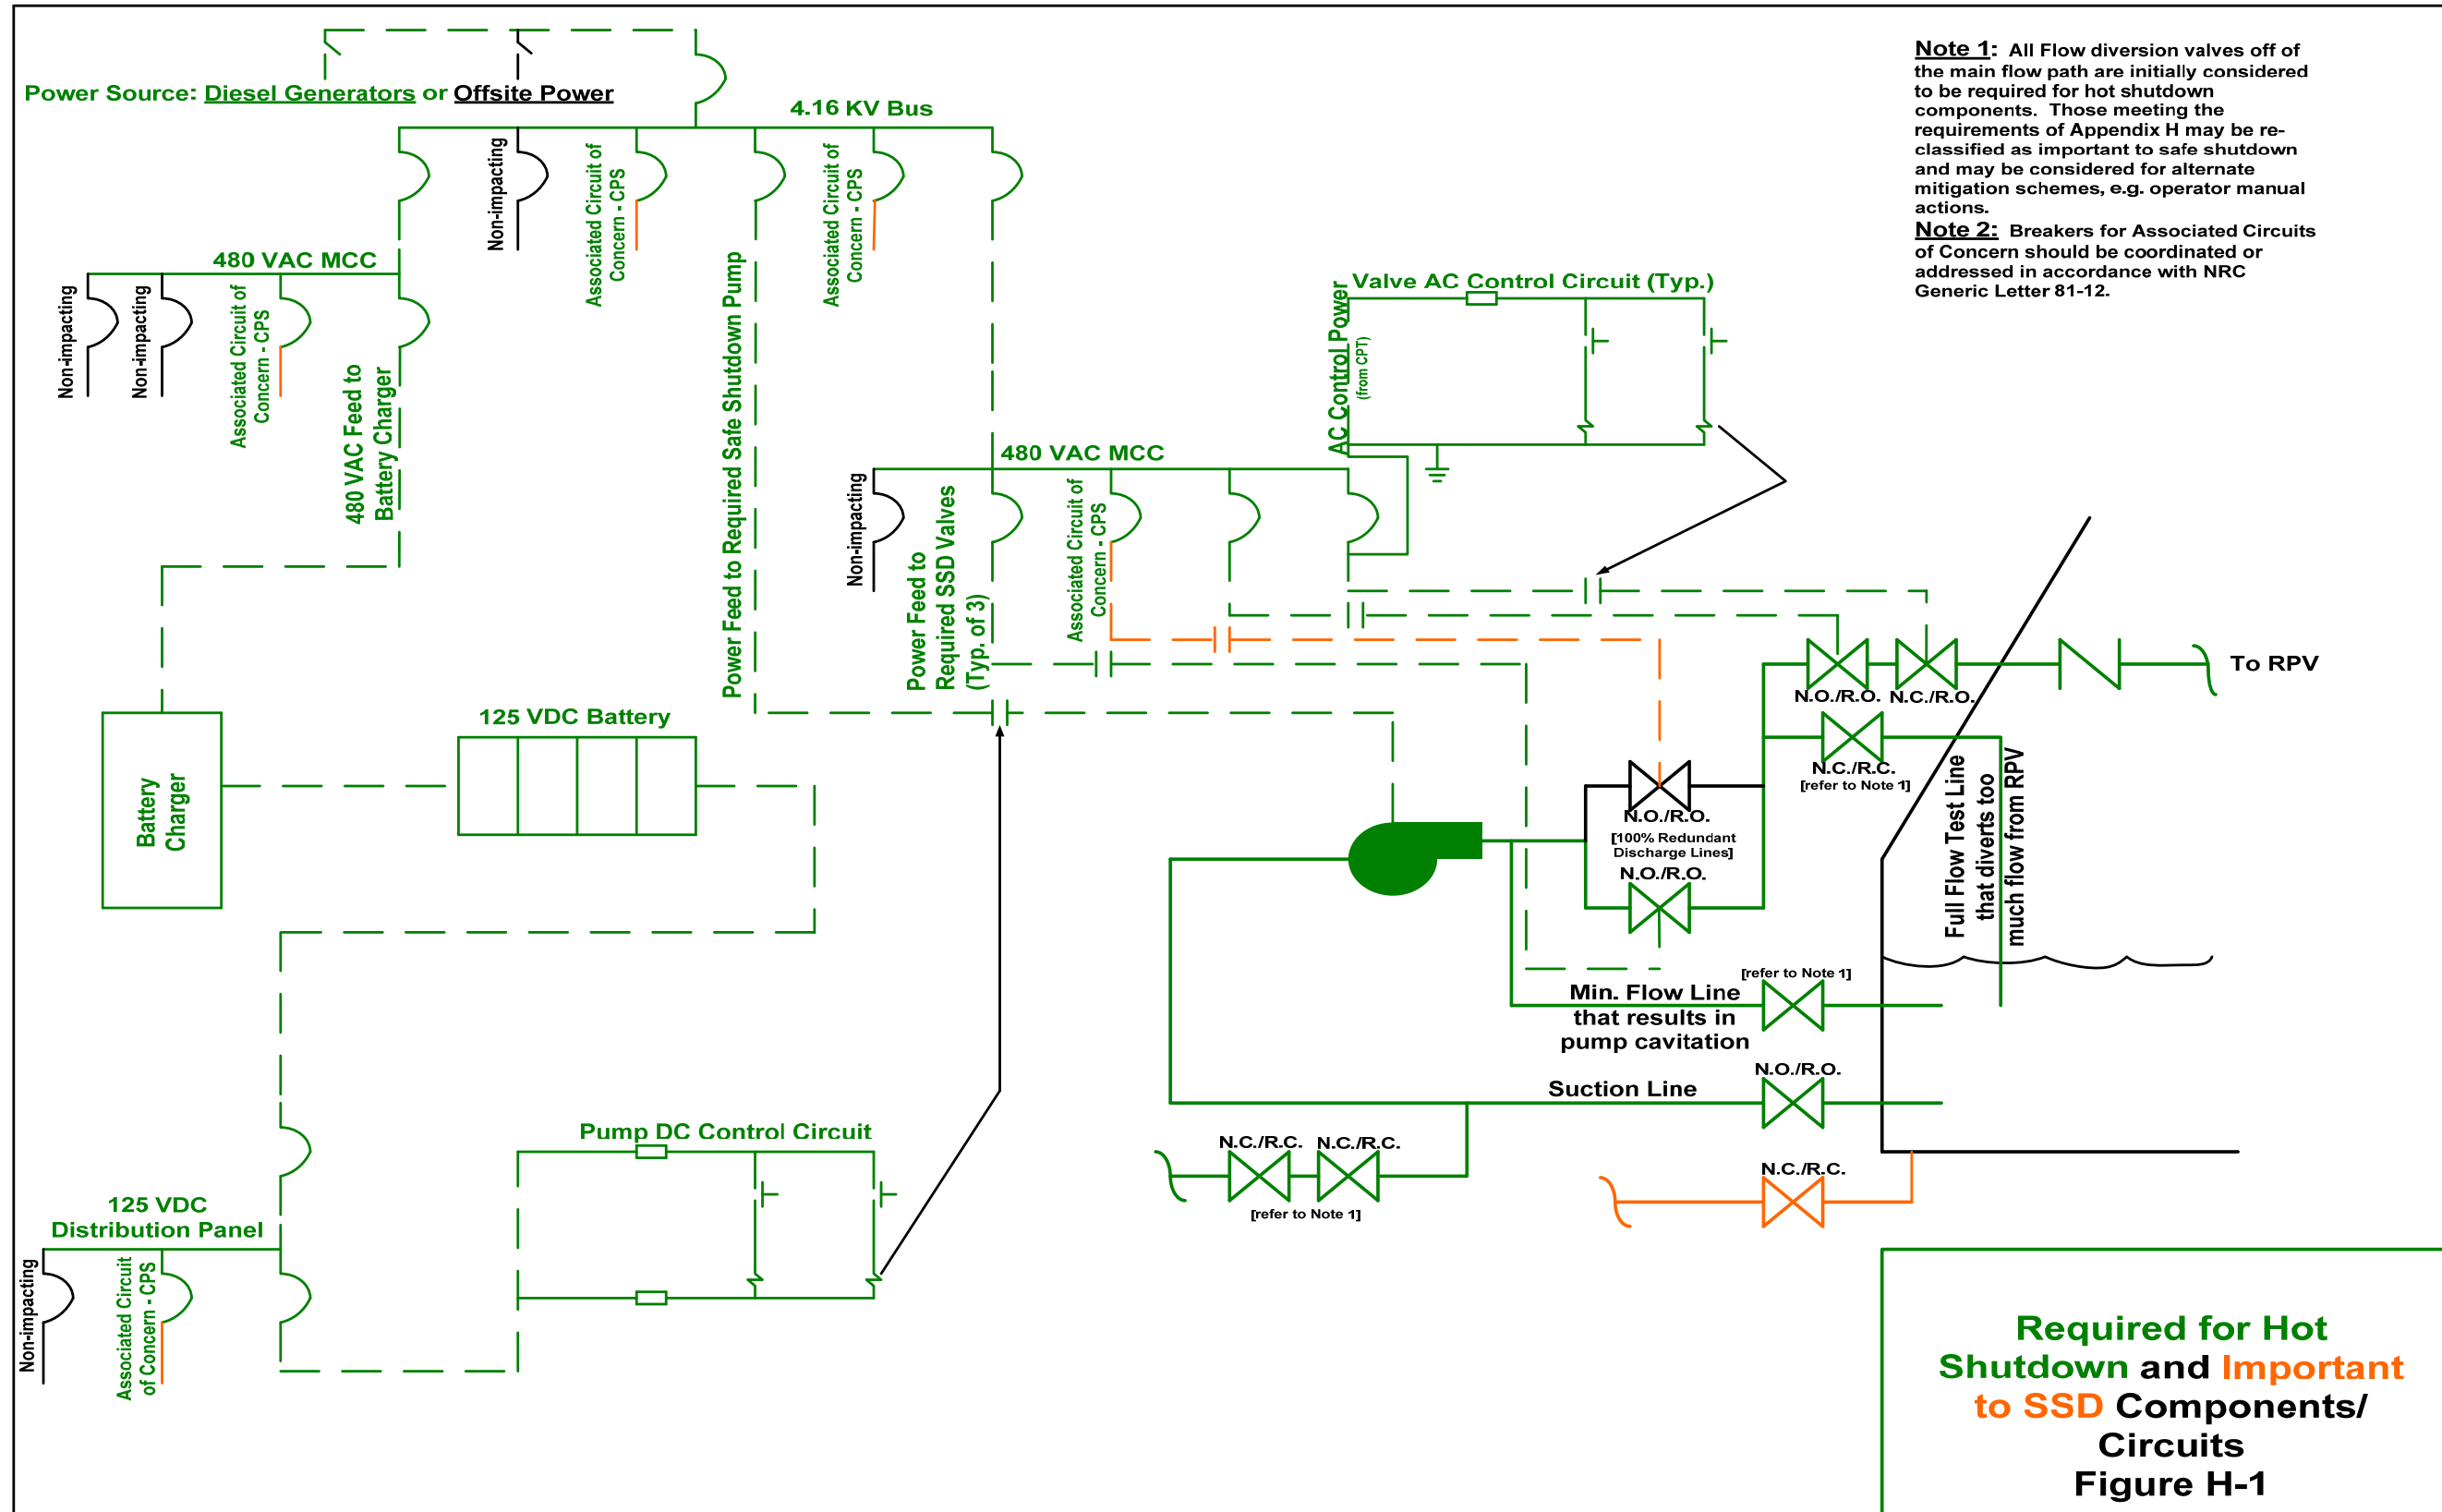 Power Source: Diesel Generators or Offsite Power
4.16 KV Bus
Non-impacting
Associated Circuit of
Concern - CPS
Associated Circuit of
Concern - CPS
Note 1: All Flow diversion valves off of
the main flow path are initially considered
to be required for hot shutdown
components. Those meeting the
requirements of Appendix H may be re-
classified as important to safe shutdown
and may be considered for alternate
mitigation schemes, e.g. operator manual
actions.
Note 2: Breakers for Associated Circuits
of Concern should be coordinated or
addressed in accordance with NRC
Generic Letter 81-12.
480 VAC MCC
Non-impacting
Non-impacting
Associated Circuit of
Concern - CPS
480 VAC Feed to
Battery Charger
Power Feed to Required Safe Shutdown Pump
Valve AC Control Circuit (Typ.)
AC Control Power
(from CPT)
480 VAC MCC
Non-impacting
Power Feed to
Required SSD Valves
(Typ. of 3)
Associated Circuit of
Concern - CPS
To RPV
N.O./R.O.
N.C./R.O.
N.C./R.C.
[refer to Note 1]
Full Flow Test Line
that diverts too
much flow from RPV
Battery
Charger
125 VDC Battery
N.O./R.O.
[100% Redundant
Discharge Lines]
N.O./R.O.
[refer to Note 1]
Min. Flow Line
that results in
pump cavitation
N.O./R.O.
Suction Line
Pump DC Control Circuit
N.C./R.C.
N.C./R.C.
[refer to Note 1]
N.C./R.C.
125 VDC
Distribution Panel
Non-impacting
Associated Circuit
of Concern - CPS
Required for Hot
Shutdown and Important
to SSD Components/
Circuits
Figure H-1